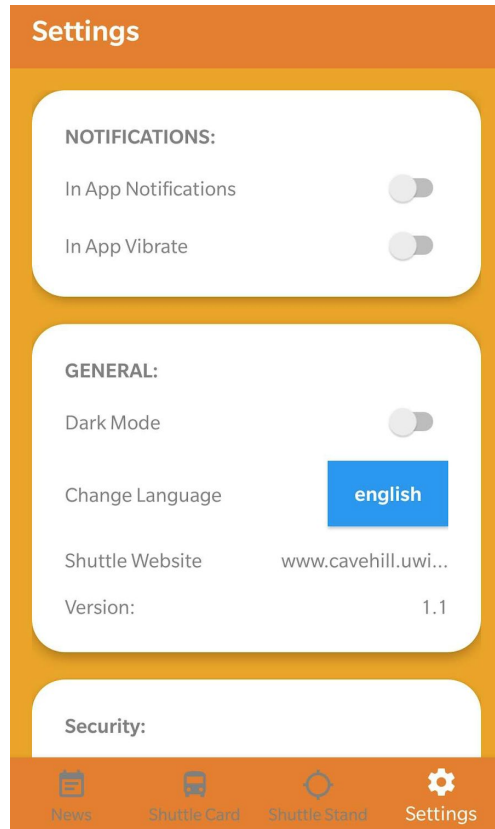 Settings
NOTIFICATIONS:
In App Notifications
In App Vibrate
GENERAL:
Dark Mode
Change Language english
Shuttle Website www.cavehill.uwi...
Version: 1.1
Security:
News Shuttle Card Shuttle Stand Settings